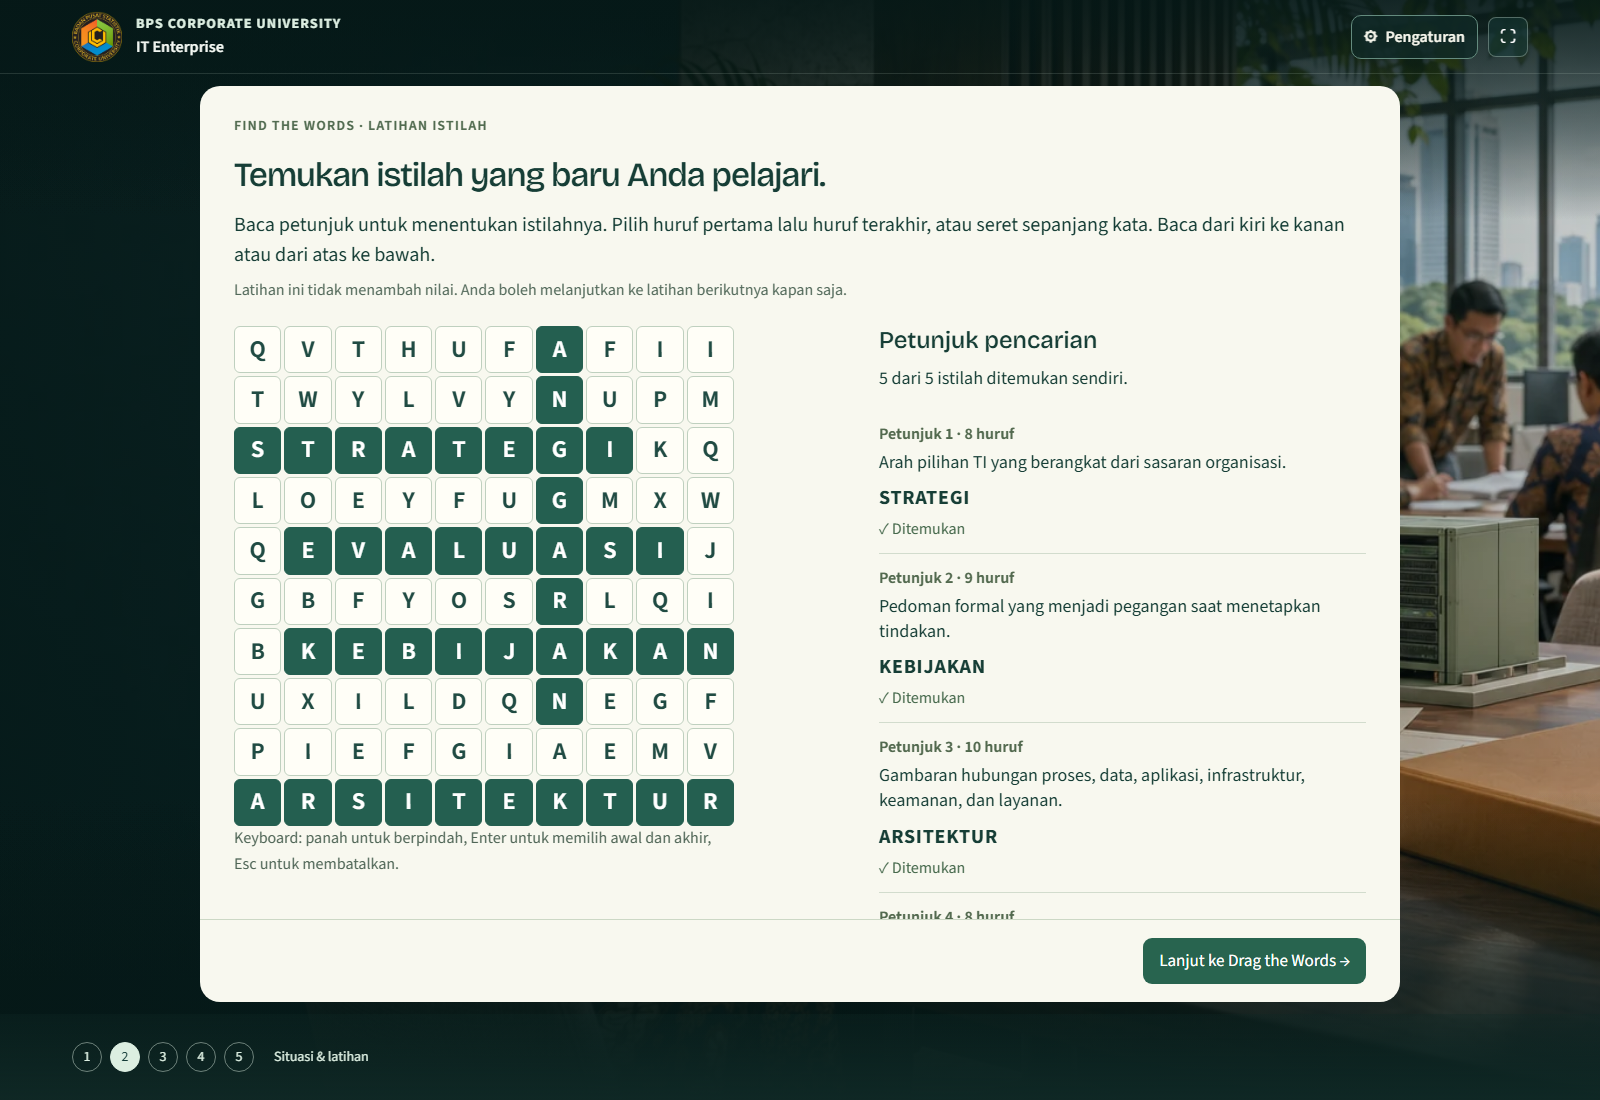 BPS CORPORATE UNIVERSITY
IT Enterprise
⚙ Pengaturan
FIND THE WORDS · LATIHAN ISTILAH
Temukan istilah yang baru Anda pelajari.
Baca petunjuk untuk menentukan istilahnya. Pilih huruf pertama lalu huruf terakhir, atau seret sepanjang kata. Baca dari kiri ke kanan
atau dari atas ke bawah.
Latihan ini tidak menambah nilai. Anda boleh melanjutkan ke latihan berikutnya kapan saja.
Q V T H U F A F I I
T W Y L V Y N U P M
S T R A T E G I K Q
L O E Y F U G M X W
Q E V A L U A S I J
G B F Y O S R L Q I
B K E B I J A K A N
U X I L D Q N E G F
P I E F G I A E M V
A R S I T E K T U R
Keyboard: panah untuk berpindah, Enter untuk memilih awal dan akhir,
Esc untuk membatalkan.
Petunjuk pencarian
5 dari 5 istilah ditemukan sendiri.
Petunjuk 1 · 8 huruf
Arah pilihan TI yang berangkat dari sasaran organisasi.
STRATEGI
✓ Ditemukan
Petunjuk 2 · 9 huruf
Pedoman formal yang menjadi pegangan saat menetapkan
tindakan.
KEBIJAKAN
✓ Ditemukan
Petunjuk 3 · 10 huruf
Gambaran hubungan proses, data, aplikasi, infrastruktur,
keamanan, dan layanan.
ARSITEKTUR
✓ Ditemukan
Petunjuk 4 · 8 huruf
Lanjut ke Drag the Words →
1 2 3 4 5 Situasi & latihan